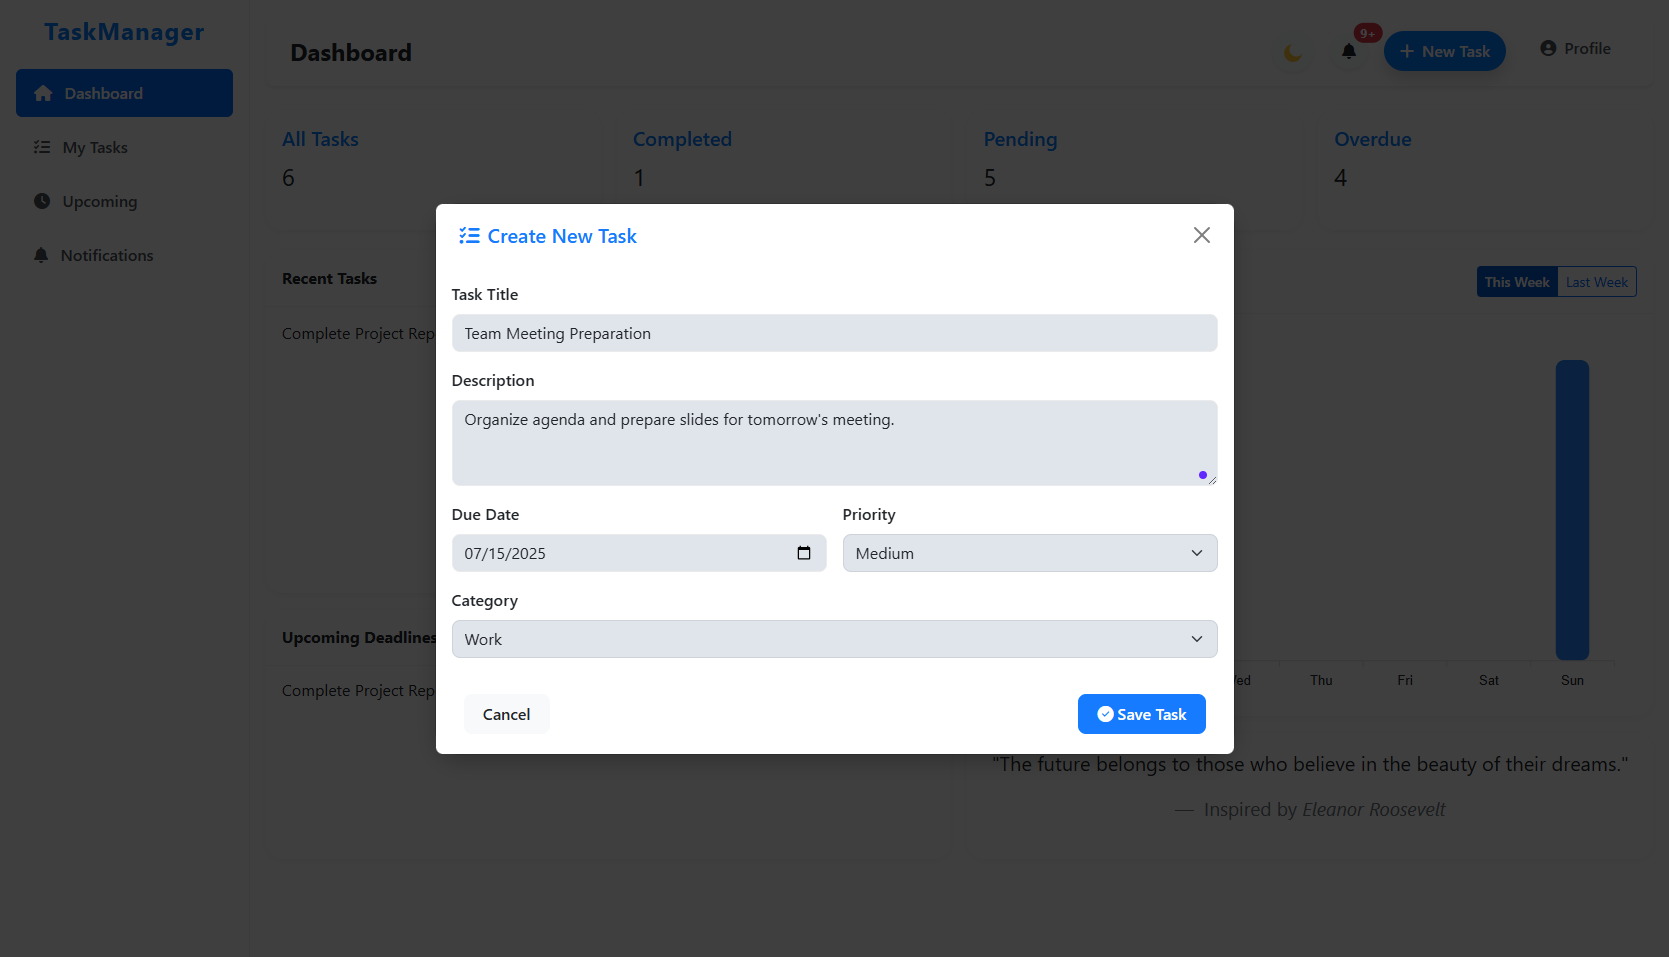 TaskManager
Dashboard
My Tasks
Upcoming
Notifications
Dashboard
9+
New Task
Profile
All Tasks
6
Completed
1
Pending
5
Overdue
4
Recent Tasks
Complete Project Rep
This Week
Last Week
Create New Task
Task Title
Team Meeting Preparation
Description
Organize agenda and prepare slides for tomorrow's meeting.
Due Date
07/15/2025
Priority
Medium
Category
Work
Cancel
Save Task
Upcoming Deadlines
Complete Project Rep
Thu
Fri
Sat
Sun
"The future belongs to those who believe in the beauty of their dreams."
— Inspired by Eleanor Roosevelt